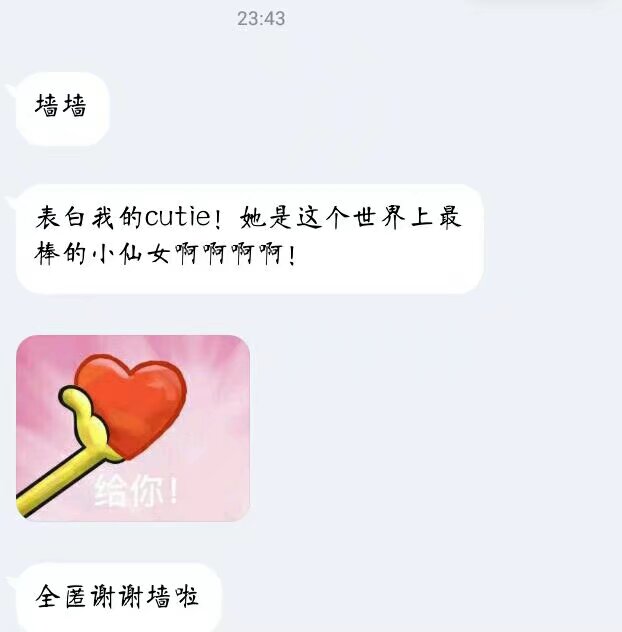 23:43
墙墙
表白我的cutie！她是这个世界上最
棒的小仙女啊啊啊啊！
给你！
全匿谢谢墙啦